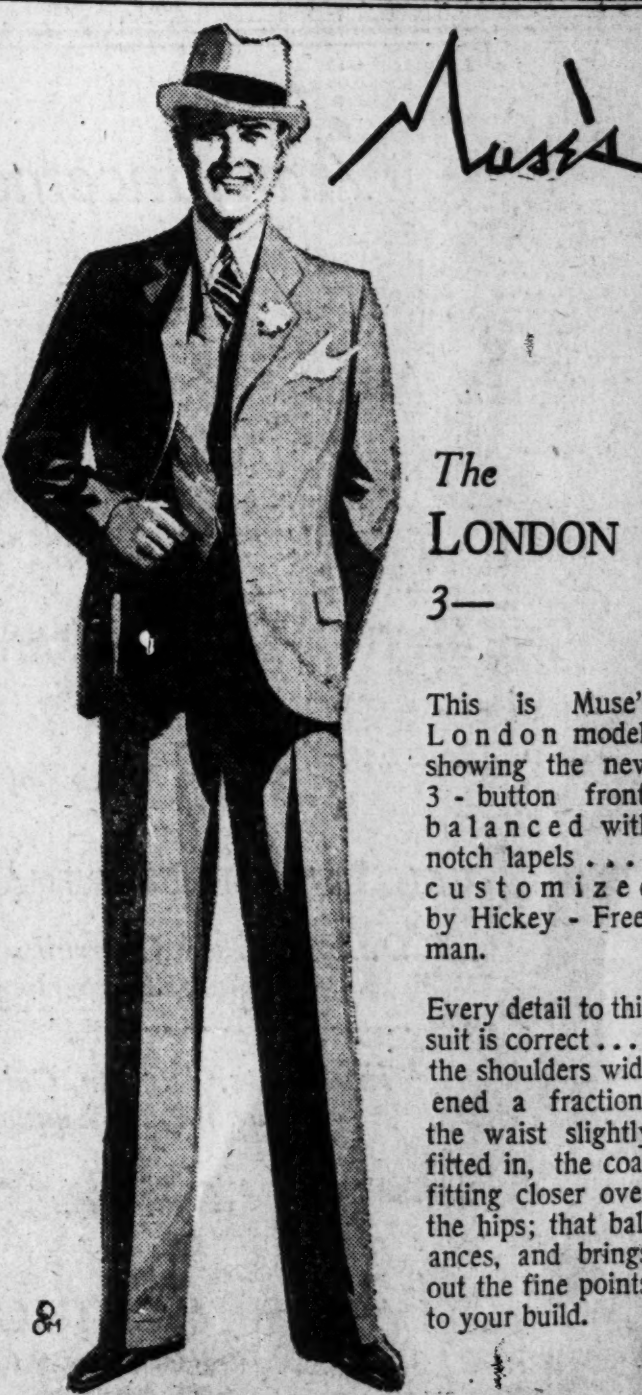 Muse's
The
LONDON
3—
This is Muse'
London model
showing the new
3 - button front
balanced with
notch lapels . . .
customized
by Hickey - Free
man.
Every detail to thi
suit is correct . . .
the shoulders wid
ened a fraction
the waist slightly
fitted in, the coa
fitting closer ove
the hips; that bal
ances, and brings
out the fine points
to your build.